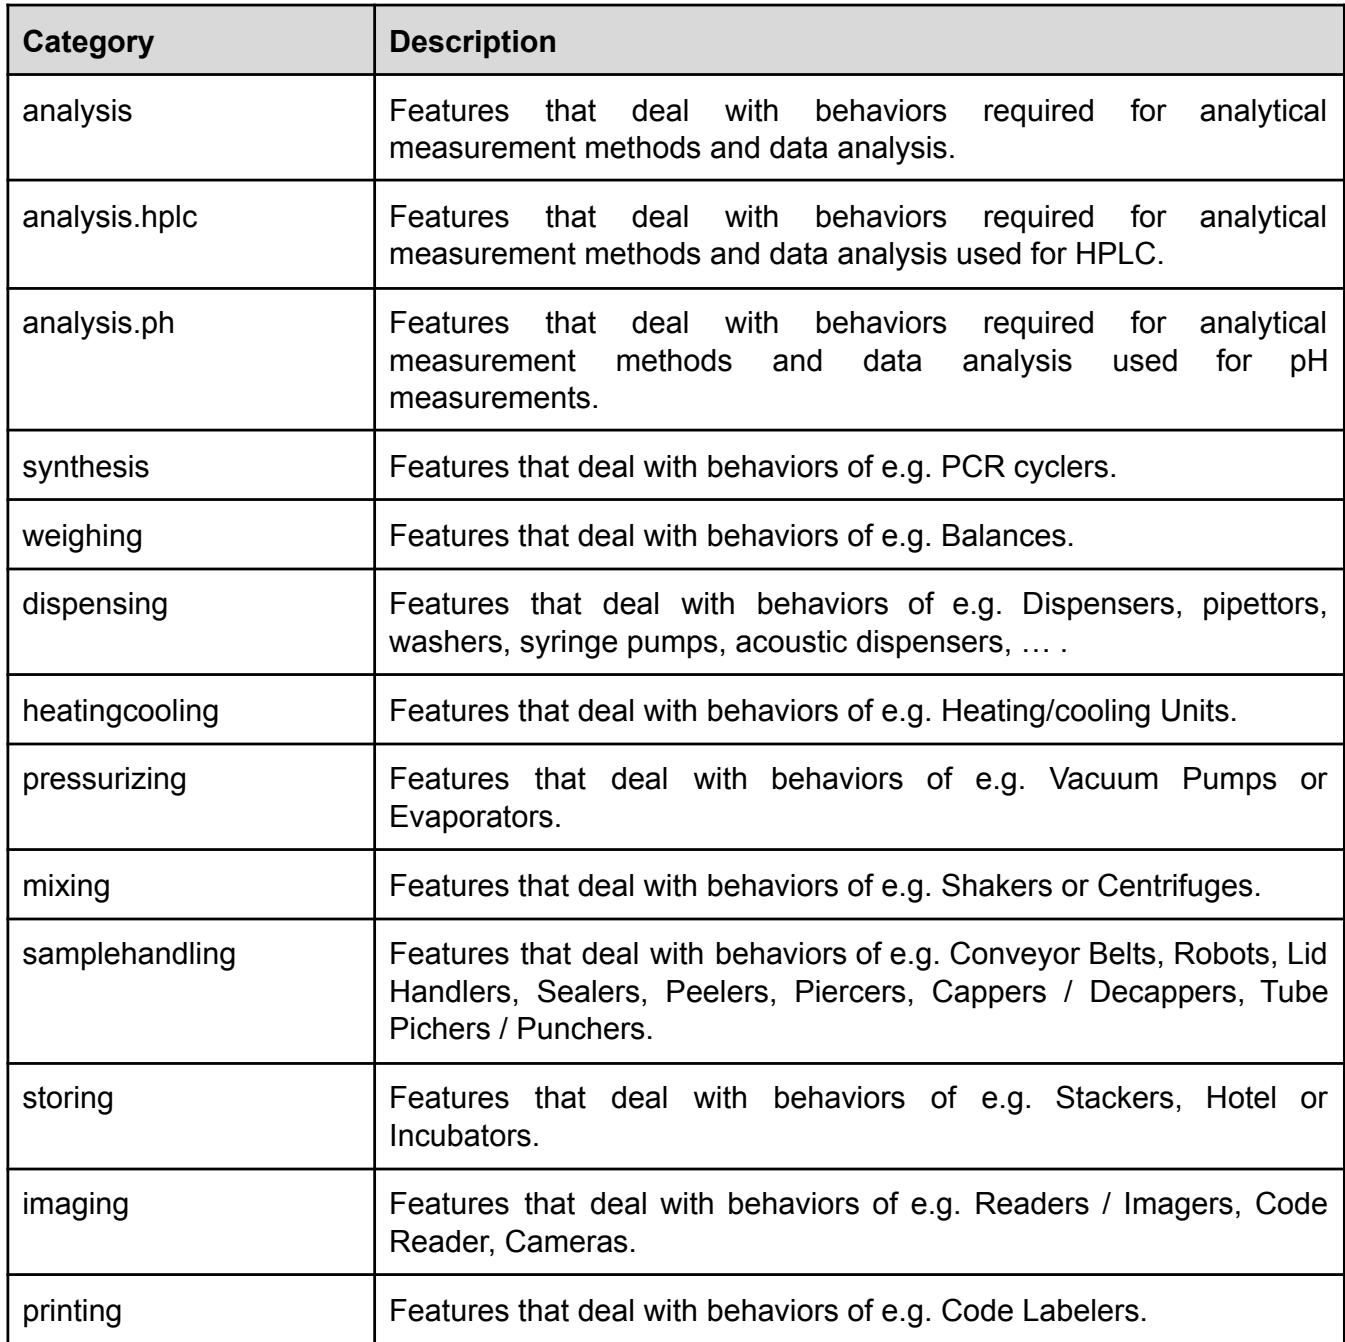 Category Description
analysis Features that deal with behaviors required for analytical
measurement methods and data analysis.
analysis.hplc Features that deal with behaviors required for analytical
measurement methods and data analysis used for HPLC.
analysis.ph Features that deal with behaviors required for analytical
measurement methods and data analysis used for pH
measurements.
synthesis Features that deal with behaviors of e.g. PCR cyclers.
weighing Features that deal with behaviors of e.g. Balances.
dispensing Features that deal with behaviors of e.g. Dispensers, pipettors,
washers, syringe pumps, acoustic dispensers, … .
heatingcooling Features that deal with behaviors of e.g. Heating/cooling Units.
pressurizing Features that deal with behaviors of e.g. Vacuum Pumps or
Evaporators.
mixing Features that deal with behaviors of e.g. Shakers or Centrifuges.
samplehandling Features that deal with behaviors of e.g. Conveyor Belts, Robots, Lid
Handlers, Sealers, Peelers, Piercers, Cappers / Decappers, Tube
Pichers / Punchers.
storing Features that deal with behaviors of e.g. Stackers, Hotel or
Incubators.
imaging Features that deal with behaviors of e.g. Readers / Imagers, Code
Reader, Cameras.
printing Features that deal with behaviors of e.g. Code Labelers.